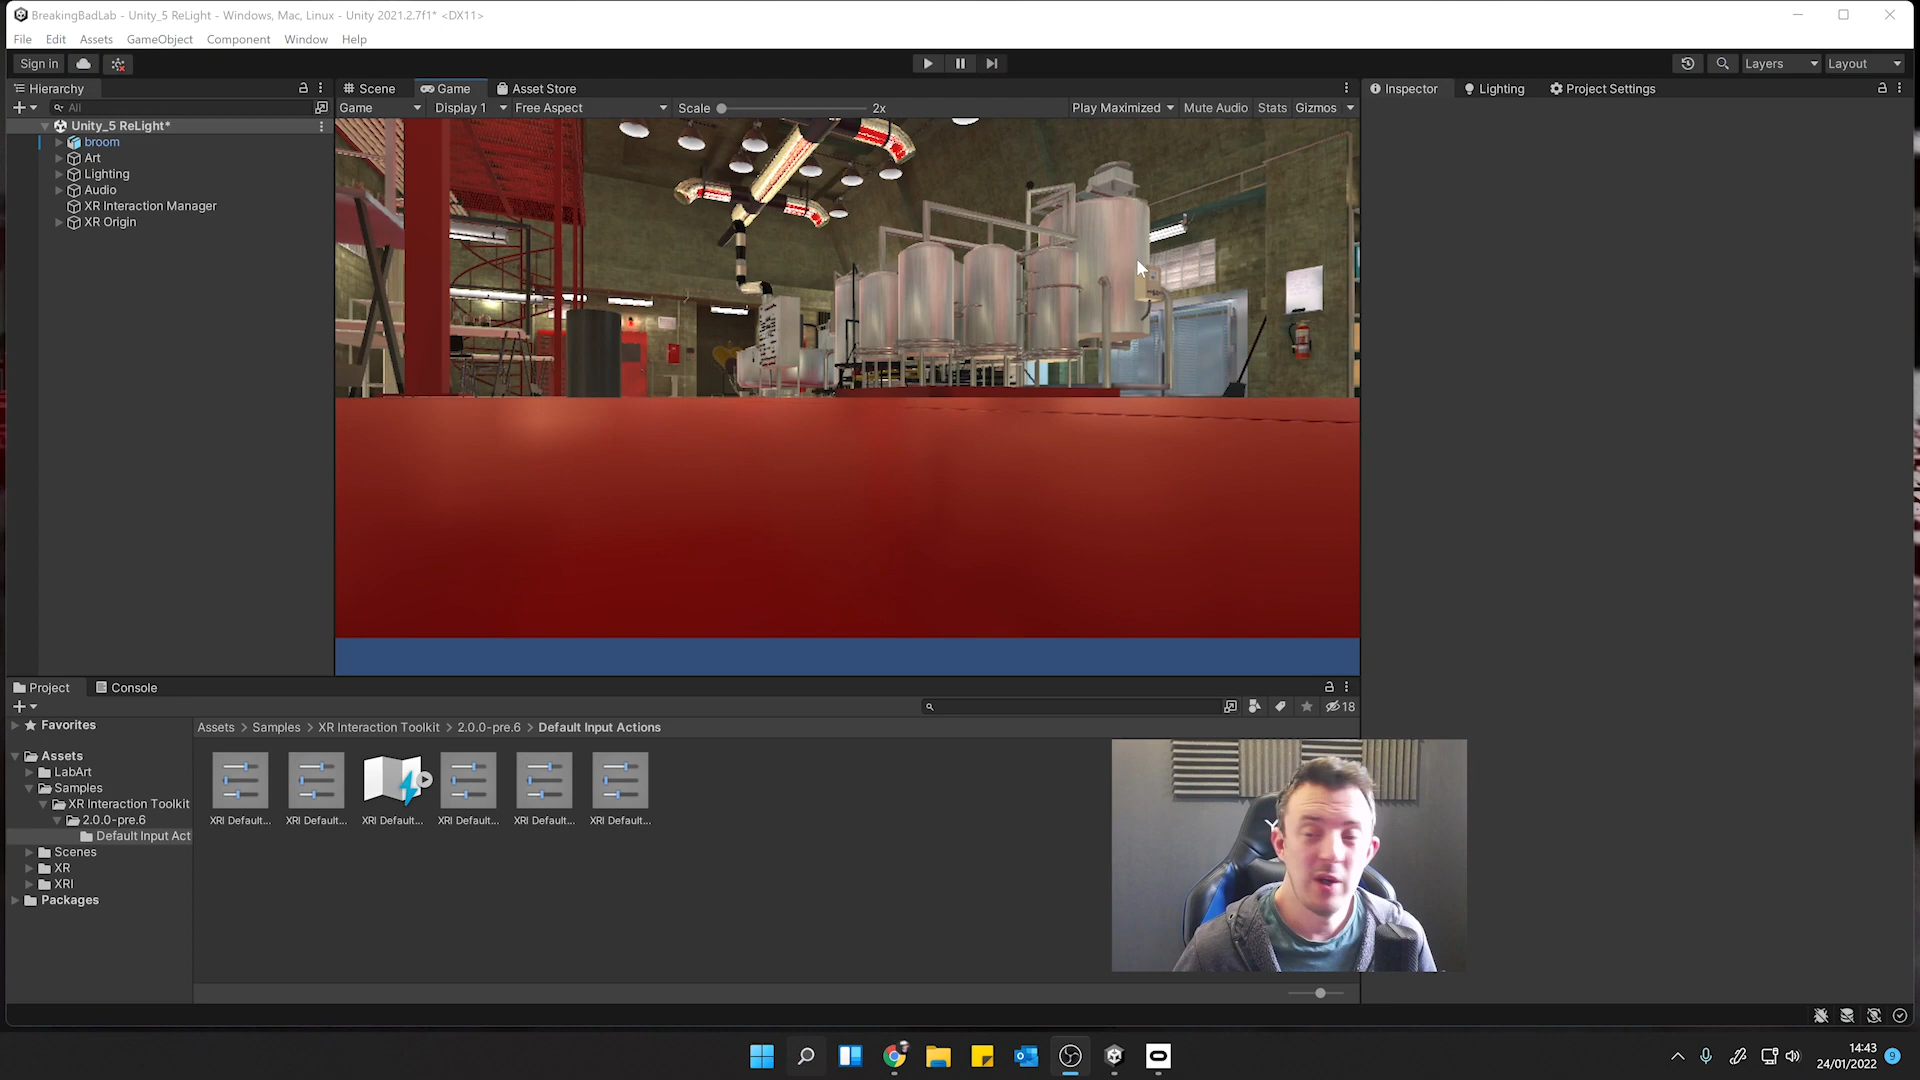 BreakingBadLab - Unity_5 ReLight - Windows, Mac, Linux - Unity 2021.2.7f1* <DX11>
File Edit Assets GameObject Component Window Help
Sign in Layers Layout
Hierarchy Scene Game Asset Store Inspector Lighting Project Settings
All Game Display 1 Free Aspect Scale 2x Play Maximized Mute Audio Stats Gizmos
Unity_5 ReLight*
broom
Art
Lighting
Audio
XR Interaction Manager
XR Origin
Project Console
18
Favorites
Assets > Samples > XR Interaction Toolkit > 2.0.0-pre.6 > Default Input Actions
Assets
LabArt
Samples
XR Interaction Toolkit
2.0.0-pre.6
Default Input Act
Scenes
XR
XRI
Packages
XRI Default... XRI Default... XRI Default... XRI Default... XRI Default... XRI Default...
14:43
24/01/2022
9